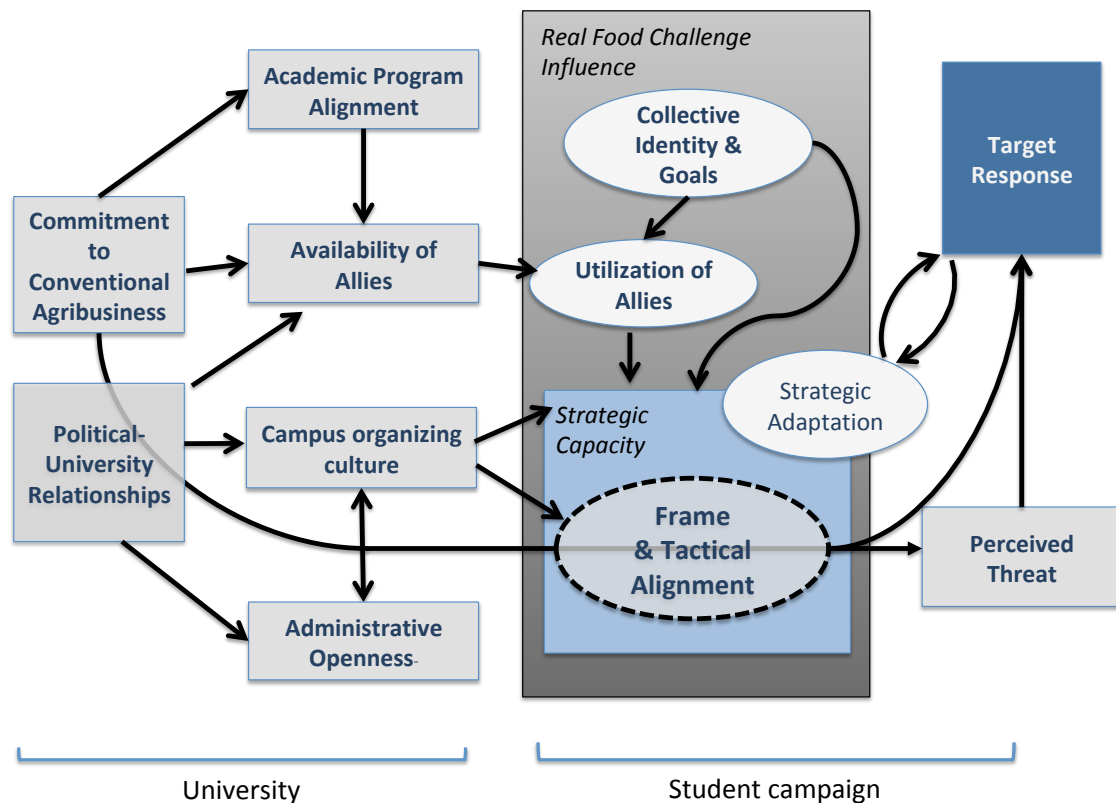 Academic Program
Alignment
Commitment
to
Conventional
Agribusiness
Availability of
Allies
Political-
University
Relationships
Campus organizing
culture
Administrative
Openness-
Real Food Challenge
Influence
Collective
Identity &
Goals
Utilization of
Allies
Strategic
Capacity
Frame
& Tactical
Alignment
Strategic
Adaptation
Target
Response
Perceived
Threat
University
Student campaign